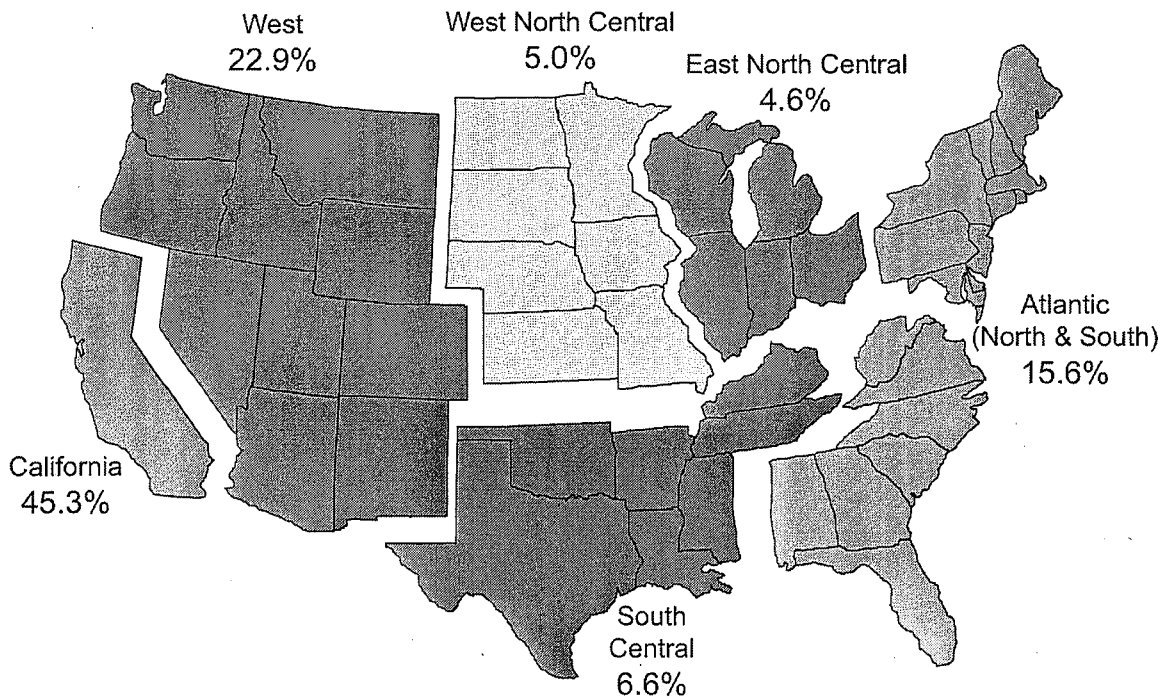 West
22.9%
West North Central
5.0%
East North Central
4.6%
Atlantic
(North & South)
15.6%
California
45.3%
South
Central
6.6%